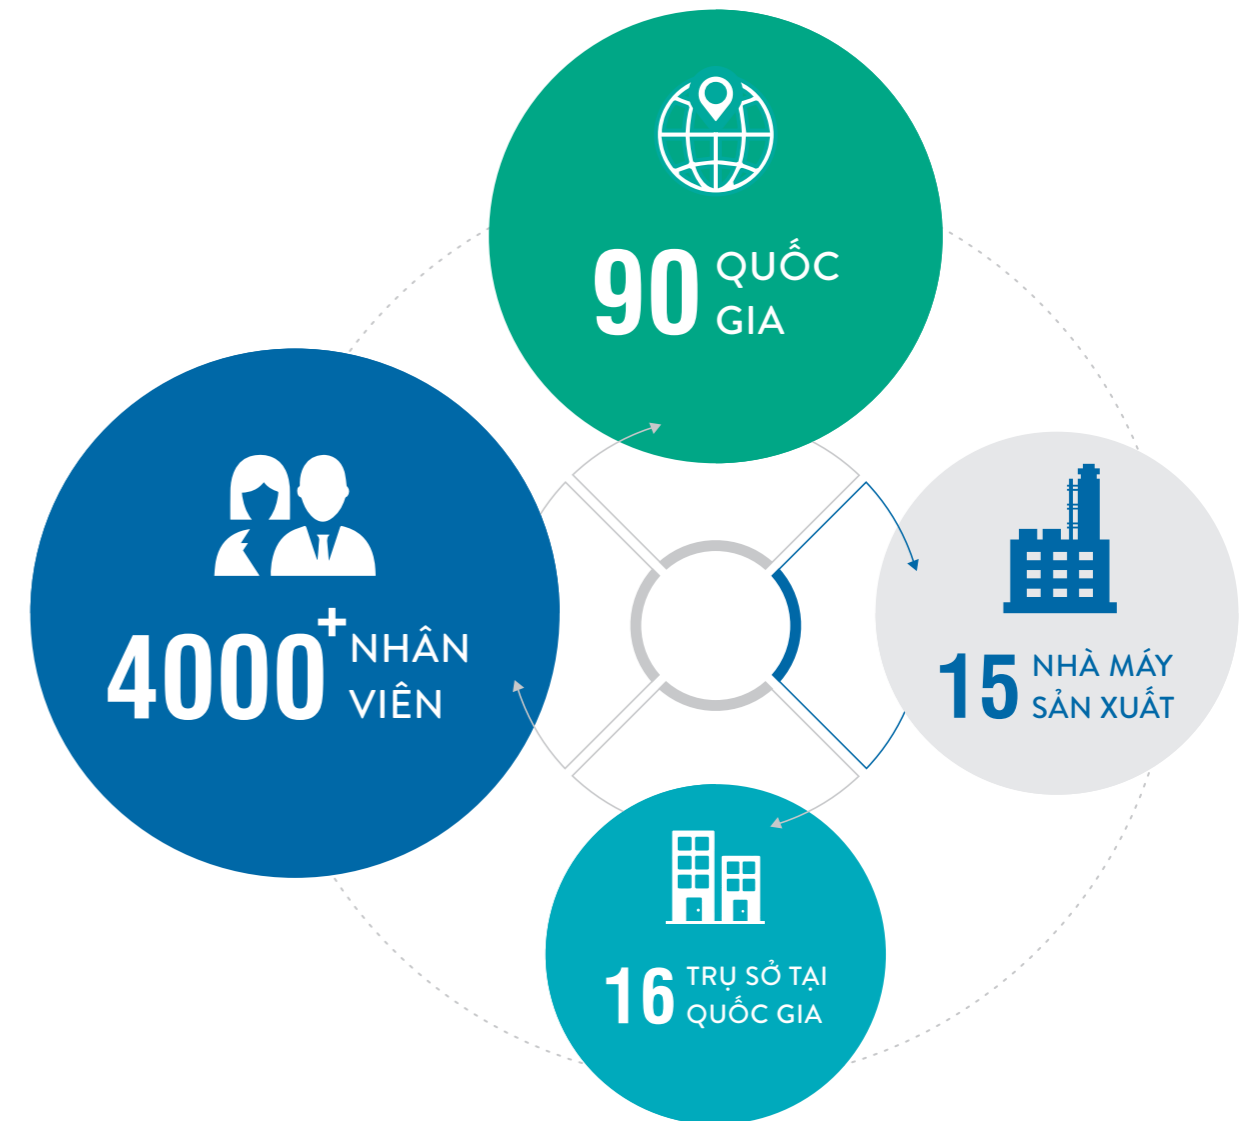 90 QUỐC
GIA
4000+ NHÂN
VIÊN
15 NHÀ MÁY
SẢN XUẤT
16 TRỤ SỞ TẠI
QUỐC GIA